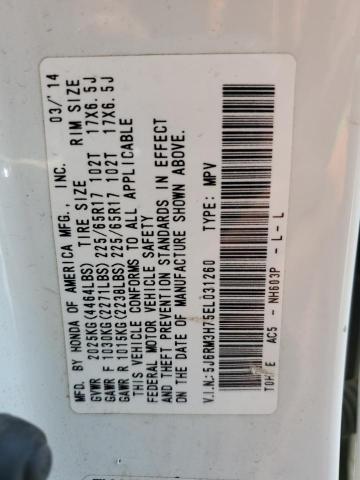 MFD. BY HONDA OF AMERICA MFG., INC. 03/'14
GVWR 2025KG(4464LBS) TIRE SIZE RIM SIZE
GAWR F 1030KG(2271LBS) 225/65R17 102T 17X6.5J
GAWR R 1015KG(2238LBS) 225/65R17 102T 17X6.5J
THIS VEHICLE CONFORMS TO ALL APPLICABLE
FEDERAL MOTOR VEHICLE SAFETY
AND THEFT PREVENTION STANDARDS IN EFFECT
ON THE DATE OF MANUFACTURE
SHOWN ABOVE.
V.I.N.:5J6RM3H75EL031260 TYPE: MPV
E AC5 - NH603P - L - L